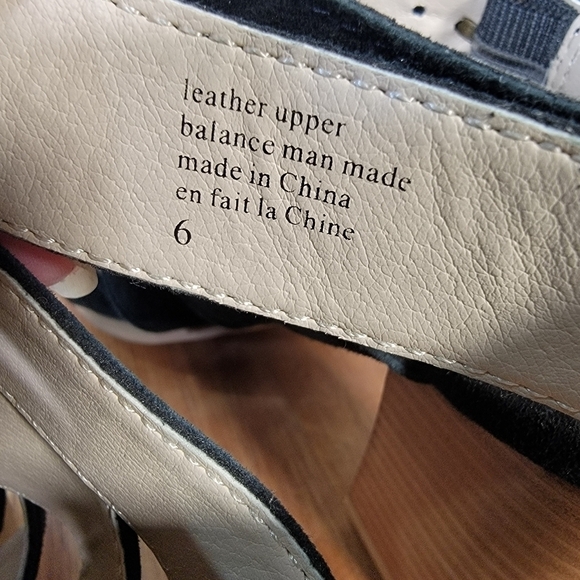 leather upper
balance man made
made in China
en fait la Chine
6